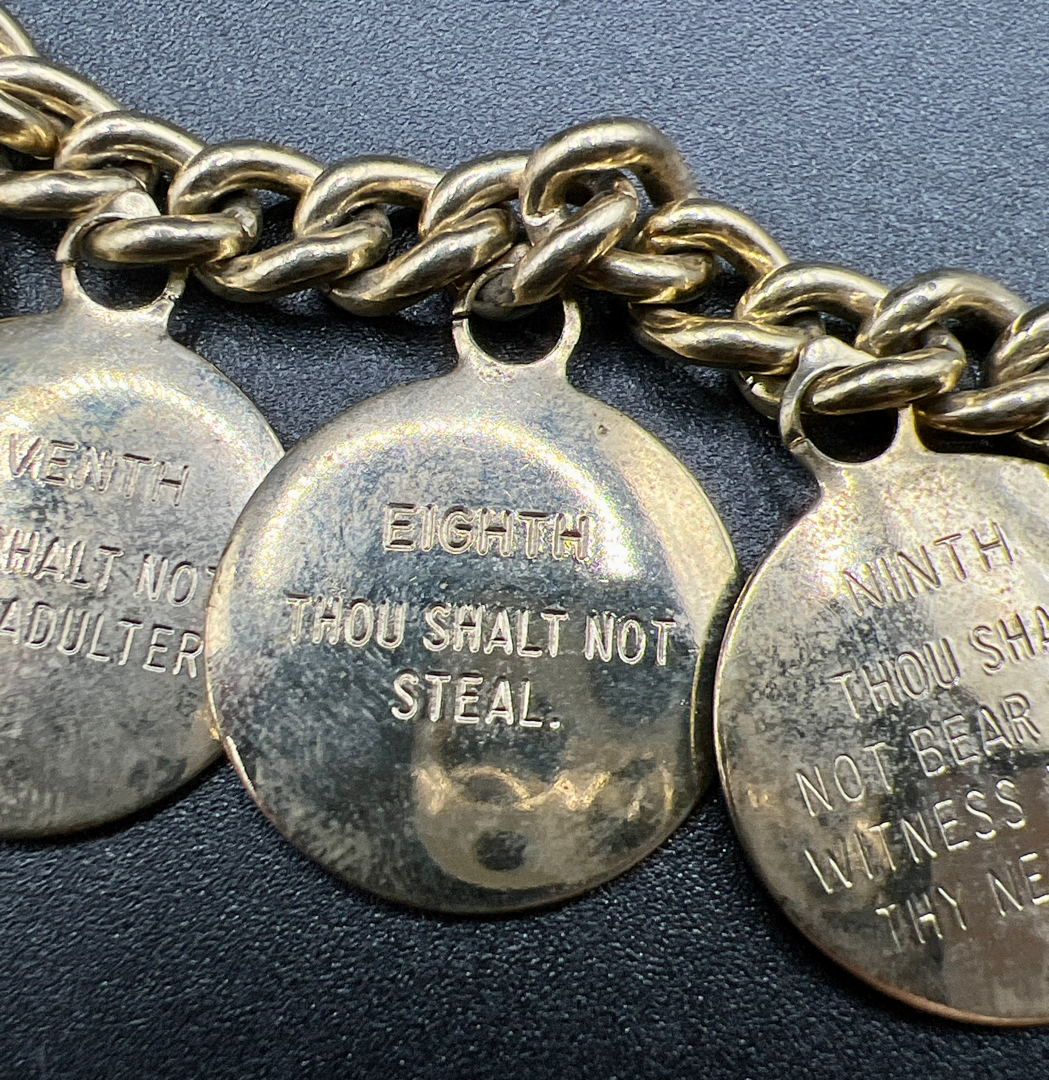 VENTH
HALT NOT
ADULTER
EIGHTH
THOU SHALT NOT
STEAL.
NINTH
THOU SHA
NOT BEAR
WITNESS
THY NE